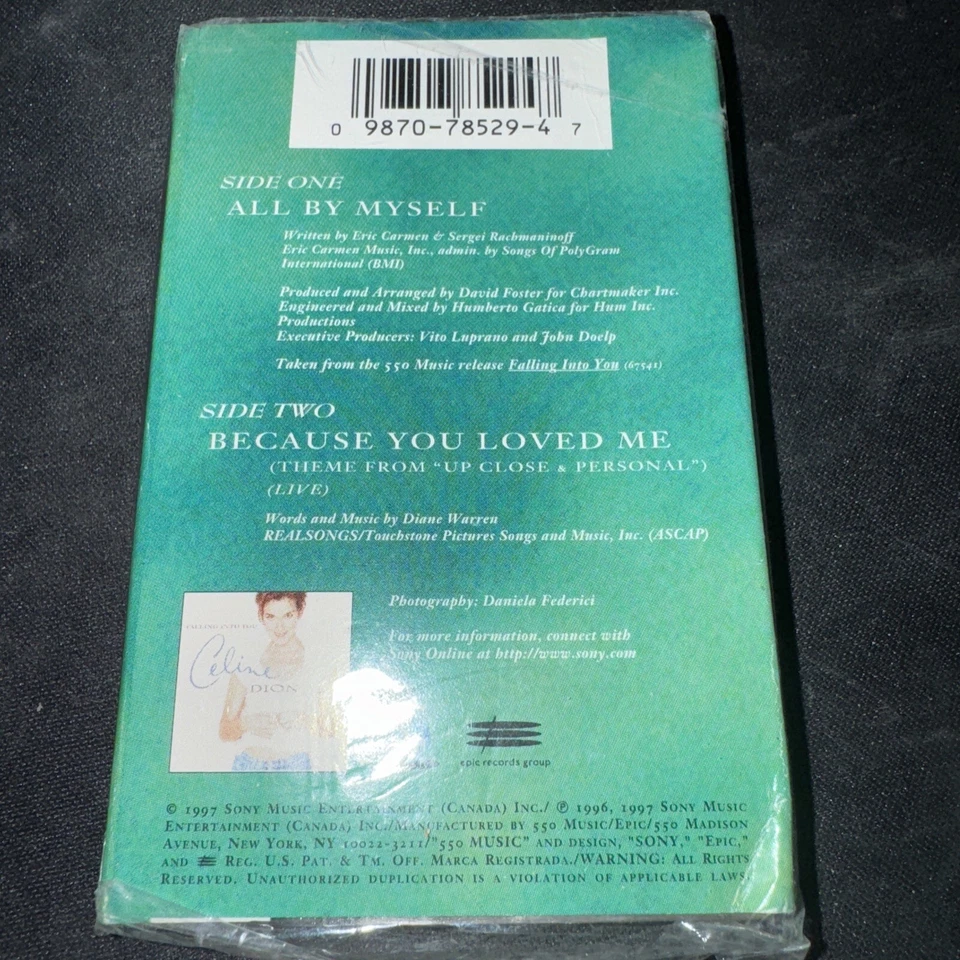 0 9870-78529-4 7
SIDE ONE
ALL BY MYSELF
Written by Eric Carmen & Sergei Rachmaninoff
Eric Carmen Music, Inc., admin. by Songs Of PolyGram
International (BMI)
Produced and Arranged by David Foster for Chartmaker Inc.
Engineered and Mixed by Humberto Gatica for Hum Inc.
Productions
Executive Producers: Vito Luprano and John Doelp
Taken from the 550 Music release Falling Into You (67541)
SIDE TWO
BECAUSE YOU LOVED ME
(THEME FROM "UP CLOSE & PERSONAL")
(LIVE)
Words and Music by Diane Warren
REALSONGS/Touchstone Pictures Songs and Music, Inc. (ASCAP)
FALLING INTO YOU
Celine
DION
Photography: Daniela Federici
For more information, connect with
Sony Online at http://www.sony.com
epic records group
© 1997 SONY MUSIC ENTERTAINMENT (CANADA) INC./ ℗ 1996, 1997 SONY MUSIC
ENTERTAINMENT (CANADA) INC./MANUFACTURED BY 550 MUSIC/EPIC/550 MADISON
AVENUE, NEW YORK, NY 10022-3211/"550 MUSIC" AND DESIGN, "SONY," "EPIC,"
AND REG. U.S. PAT. & TM. OFF. MARCA REGISTRADA./WARNING: ALL RIGHTS
RESERVED. UNAUTHORIZED DUPLICATION IS A VIOLATION OF APPLICABLE LAWS.